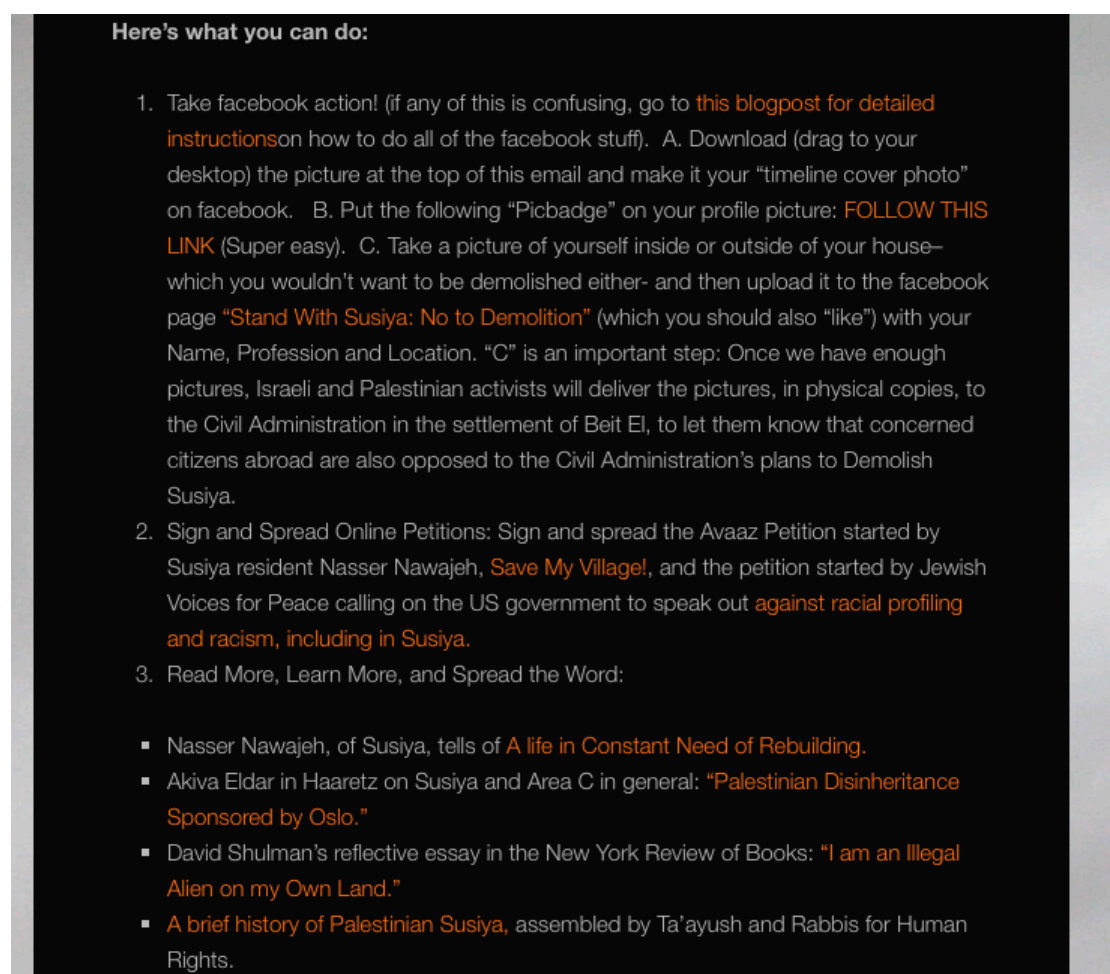 Here’s what you can do:
1. Take facebook action! (if any of this is confusing, go to this blogpost for detailed
instructionson how to do all of the facebook stuff).  A. Download (drag to your
desktop) the picture at the top of this email and make it your “timeline cover photo”
on facebook.   B. Put the following “Picbadge” on your profile picture: FOLLOW THIS
LINK (Super easy).  C. Take a picture of yourself inside or outside of your house–
which you wouldn’t want to be demolished either- and then upload it to the facebook
page “Stand With Susiya: No to Demolition” (which you should also “like”) with your
Name, Profession and Location. “C” is an important step: Once we have enough
pictures, Israeli and Palestinian activists will deliver the pictures, in physical copies, to
the Civil Administration in the settlement of Beit El, to let them know that concerned
citizens abroad are also opposed to the Civil Administration’s plans to Demolish
Susiya.
2. Sign and Spread Online Petitions: Sign and spread the Avaaz Petition started by
Susiya resident Nasser Nawajeh, Save My Village!, and the petition started by Jewish
Voices for Peace calling on the US government to speak out against racial profiling
and racism, including in Susiya.
3. Read More, Learn More, and Spread the Word:
▪ Nasser Nawajeh, of Susiya, tells of A life in Constant Need of Rebuilding.
▪ Akiva Eldar in Haaretz on Susiya and Area C in general: “Palestinian Disinheritance
Sponsored by Oslo.”
▪ David Shulman’s reflective essay in the New York Review of Books: “I am an Illegal
Alien on my Own Land.”
▪ A brief history of Palestinian Susiya, assembled by Ta’ayush and Rabbis for Human
Rights.